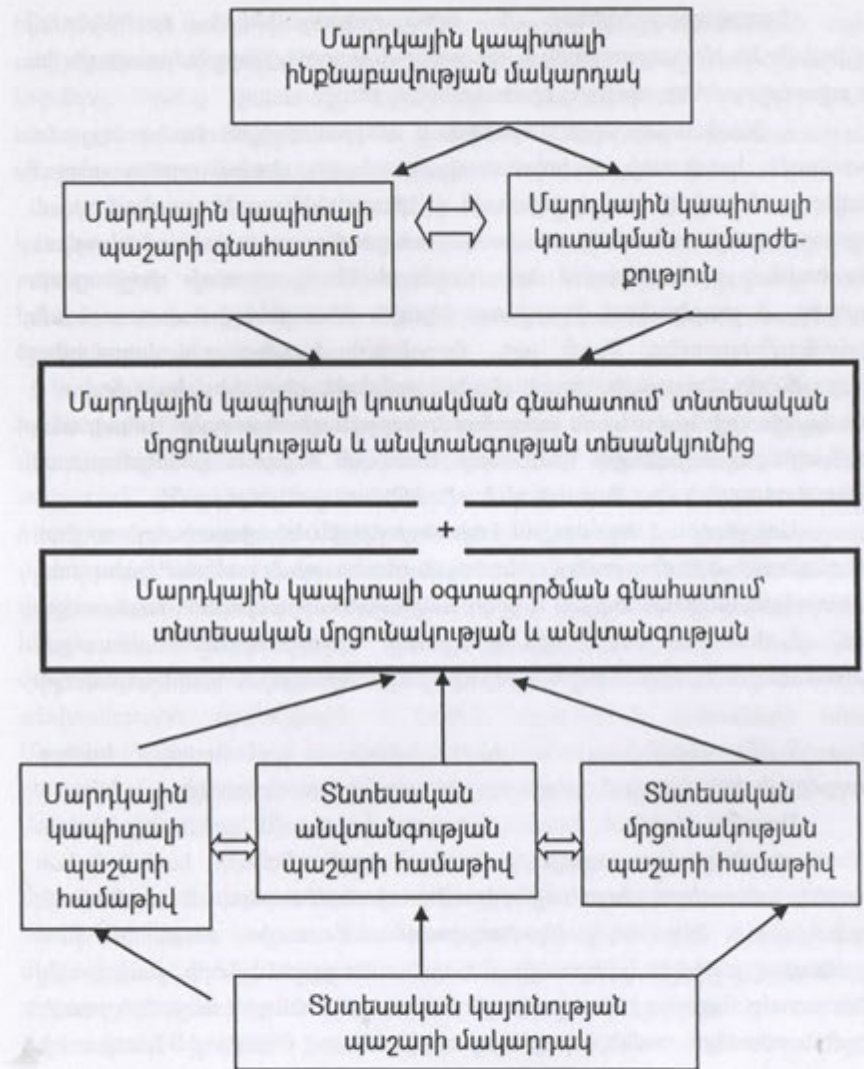 Մարդկային կապիտալի
ինքնաբավության մակարդակ
Մարդկային կապիտալի
պաշարի գնահատում
Մարդկային կապիտալի
կուտակման համարժե-
քություն
Մարդկային կապիտալի կուտակման գնահատում՝ տնտեսական
մրցունակության և անվտանգության տեսանկյունից
+
Մարդկային կապիտալի օգտագործման գնահատում՝
տնտեսական մրցունակության և անվտանգության
Մարդկային
կապիտալի
պաշարի
համաթիվ
Տնտեսական
անվտանգության
պաշարի համաթիվ
Տնտեսական
մրցունակության
պաշարի համաթիվ
Տնտեսական կայունության
պաշարի մակարդակ